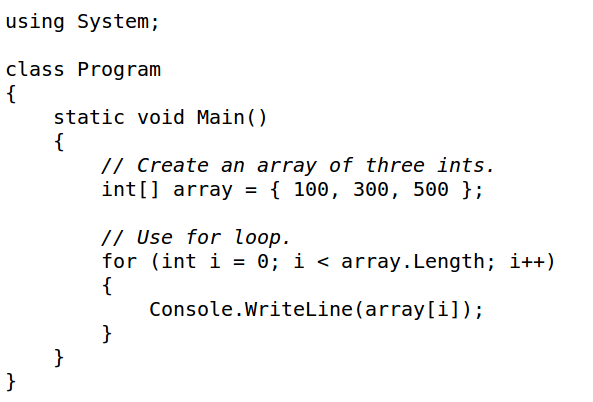 using System;

class Program
{
    static void Main()
    {
        // Create an array of three ints.
        int[] array = { 100, 300, 500 };

        // Use for loop.
        for (int i = 0; i < array.Length; i++)
        {
            Console.WriteLine(array[i]);
        }
    }
}